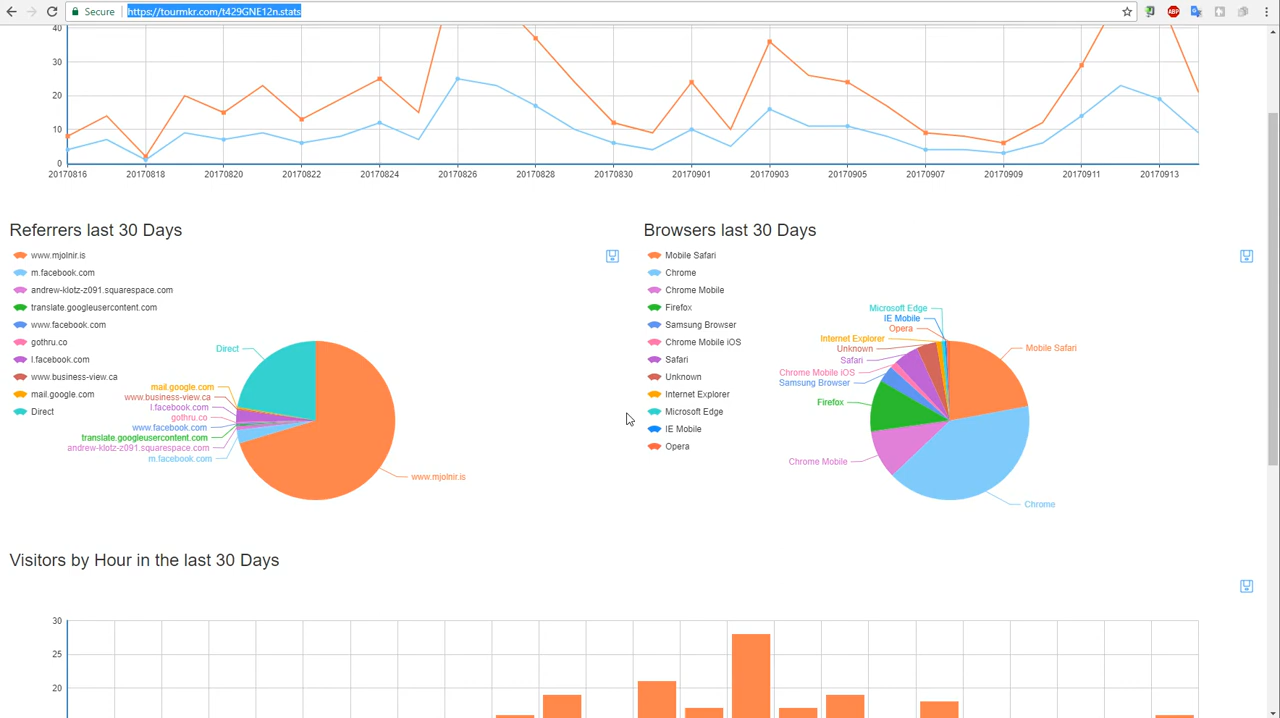 Secure
https://tourmkr.com/t429GNE12n.stats
ABP
40
30
20
10
0
20170816 20170818 20170820 20170822 20170824 20170826 20170828 20170830 20170901 20170903 20170905 20170907 20170909 20170911 20170913
Referrers last 30 Days
www.mjolnir.is
m.facebook.com
andrew-klotz-z091.squarespace.com
translate.googleusercontent.com
www.facebook.com
gothru.co
l.facebook.com
www.business-view.ca
mail.google.com
Direct
Direct
mail.google.com
www.business-view.ca
l.facebook.com
gothru.co
www.facebook.com
translate.googleusercontent.com
andrew-klotz-z091.squarespace.com
m.facebook.com
www.mjolnir.is
Browsers last 30 Days
Mobile Safari
Chrome
Chrome Mobile
Firefox
Samsung Browser
Chrome Mobile iOS
Safari
Unknown
Internet Explorer
Microsoft Edge
IE Mobile
Opera
Microsoft Edge
IE Mobile
Opera
Internet Explorer
Unknown
Safari
Chrome Mobile iOS
Samsung Browser
Firefox
Chrome Mobile
Mobile Safari
Chrome
Visitors by Hour in the last 30 Days
30
25
20